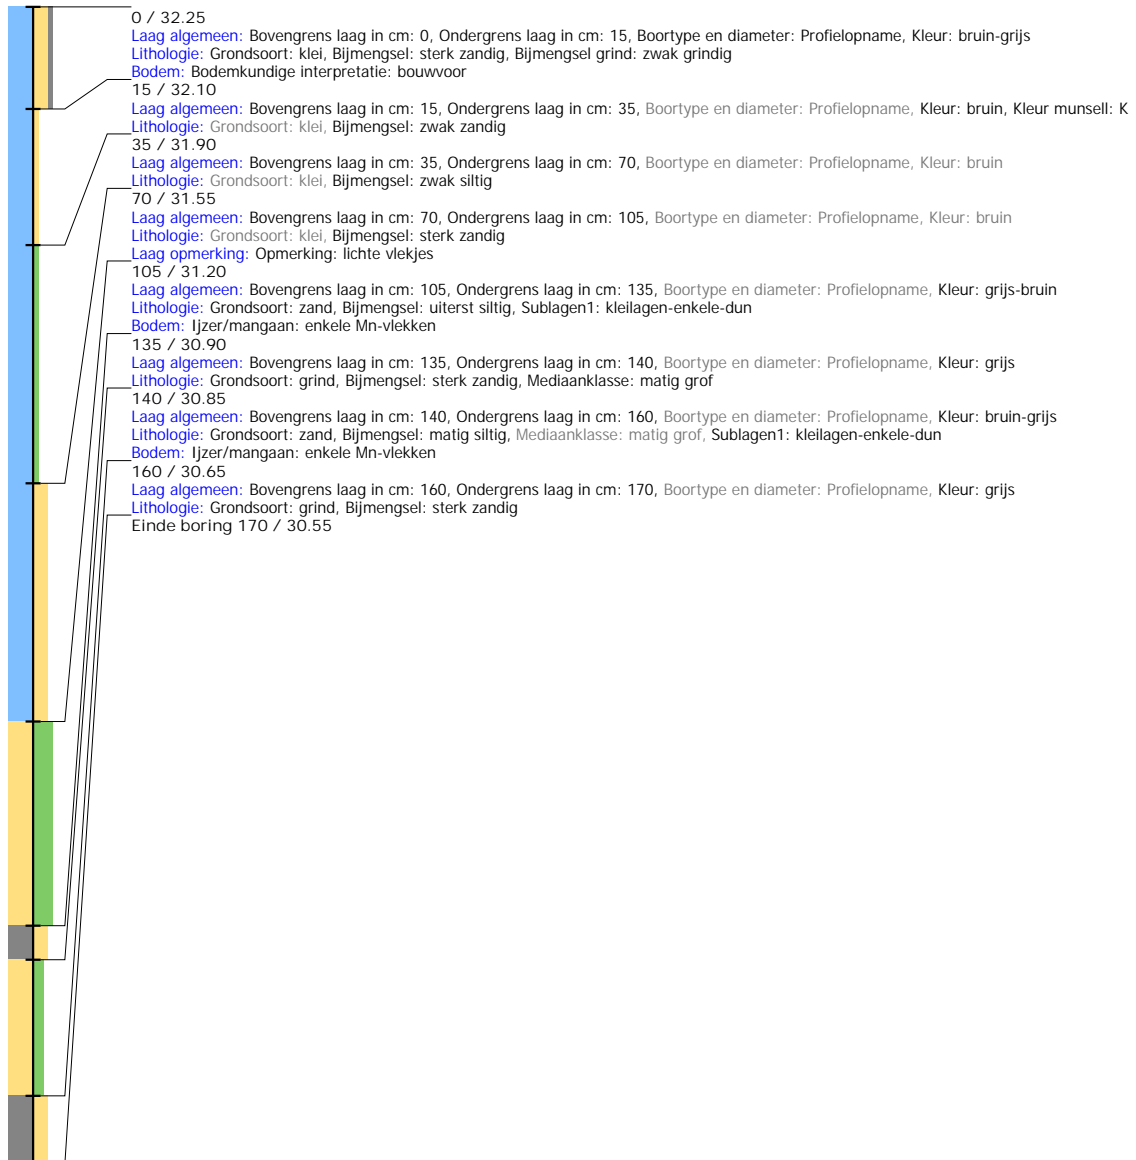 0 / 32.25
Laag algemeen: Bovengrens laag in cm: 0, Ondergrens laag in cm: 15, Boortype en diameter: Profielopname, Kleur: bruin-grijs
Lithologie: Grondsoort: klei, Bijmengsel: sterk zandig, Bijmengsel grind: zwak grindig
Bodem: Bodemkundige interpretatie: bouwvoor
15 / 32.10
Laag algemeen: Bovengrens laag in cm: 15, Ondergrens laag in cm: 35, Boortype en diameter: Profielopname, Kleur: bruin, Kleur munsell: K
Lithologie: Grondsoort: klei, Bijmengsel: zwak zandig
35 / 31.90
Laag algemeen: Bovengrens laag in cm: 35, Ondergrens laag in cm: 70, Boortype en diameter: Profielopname, Kleur: bruin
Lithologie: Grondsoort: klei, Bijmengsel: zwak siltig
70 / 31.55
Laag algemeen: Bovengrens laag in cm: 70, Ondergrens laag in cm: 105, Boortype en diameter: Profielopname, Kleur: bruin
Lithologie: Grondsoort: klei, Bijmengsel: sterk zandig
Laag opmerking: Opmerking: lichte vlekjes
105 / 31.20
Laag algemeen: Bovengrens laag in cm: 105, Ondergrens laag in cm: 135, Boortype en diameter: Profielopname, Kleur: grijs-bruin
Lithologie: Grondsoort: zand, Bijmengsel: uiterst siltig, Sublagen1: kleilagen-enkele-dun
Bodem: Ijzer/mangaan: enkele Mn-vlekken
135 / 30.90
Laag algemeen: Bovengrens laag in cm: 135, Ondergrens laag in cm: 140, Boortype en diameter: Profielopname, Kleur: grijs
Lithologie: Grondsoort: grind, Bijmengsel: sterk zandig, Mediaanklasse: matig grof
140 / 30.85
Laag algemeen: Bovengrens laag in cm: 140, Ondergrens laag in cm: 160, Boortype en diameter: Profielopname, Kleur: bruin-grijs
Lithologie: Grondsoort: zand, Bijmengsel: matig siltig, Mediaanklasse: matig grof, Sublagen1: kleilagen-enkele-dun
Bodem: Ijzer/mangaan: enkele Mn-vlekken
160 / 30.65
Laag algemeen: Bovengrens laag in cm: 160, Ondergrens laag in cm: 170, Boortype en diameter: Profielopname, Kleur: grijs
Lithologie: Grondsoort: grind, Bijmengsel: sterk zandig
Einde boring 170 / 30.55